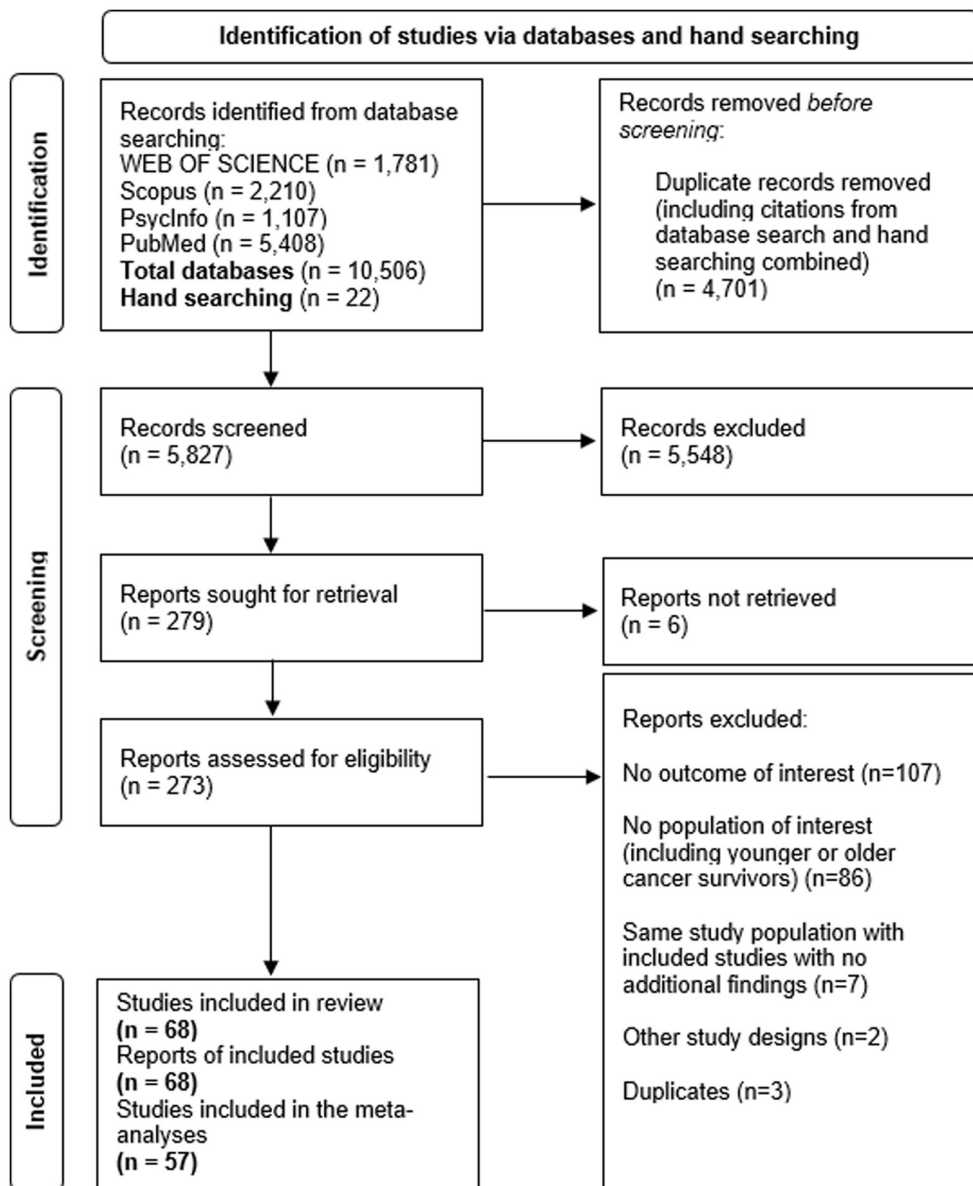 Identification of studies via databases and hand searching
Identification
Records identified from database
searching:
WEB OF SCIENCE (n = 1,781)
Scopus (n = 2,210)
PsycInfo (n = 1,107)
PubMed (n = 5,408)
Total databases (n = 10,506)
Hand searching (n = 22)
Records removed before
screening:
Duplicate records removed
(including citations from
database search and hand
searching combined)
(n = 4,701)
Screening
Records screened
(n = 5,827)
Records excluded
(n = 5,548)
Reports sought for retrieval
(n = 279)
Reports not retrieved
(n = 6)
Reports assessed for eligibility
(n = 273)
Reports excluded:
No outcome of interest (n=107)
No population of interest
(including younger or older
cancer survivors) (n=86)
Same study population with
included studies with no
additional findings (n=7)
Other study designs (n=2)
Duplicates (n=3)
Included
Studies included in review
(n = 68)
Reports of included studies
(n = 68)
Studies included in the meta-
analyses
(n = 57)